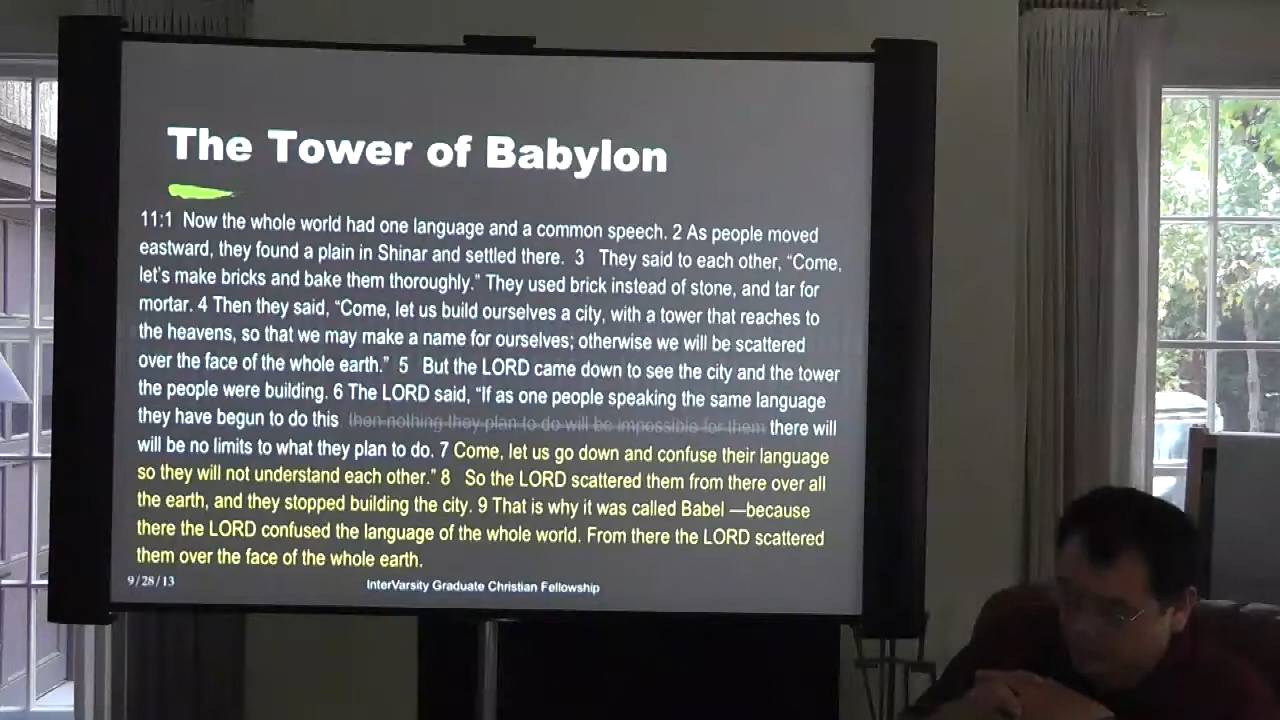 The Tower of Babylon
11:1 Now the whole world had one language and a common speech. 2 As people moved
eastward, they found a plain in Shinar and settled there. 3 They said to each other, “Come,
let’s make bricks and bake them thoroughly.” They used brick instead of stone, and tar for
mortar. 4 Then they said, “Come, let us build ourselves a city, with a tower that reaches to
the heavens, so that we may make a name for ourselves; otherwise we will be scattered
over the face of the whole earth.” 5 But the LORD came down to see the city and the tower
the people were building. 6 The LORD said, “If as one people speaking the same language
they have begun to do this then nothing they plan to do will be impossible for them there will
will be no limits to what they plan to do. 7 Come, let us go down and confuse their language
so they will not understand each other.” 8 So the LORD scattered them from there over all
the earth, and they stopped building the city. 9 That is why it was called Babel —because
there the LORD confused the language of the whole world. From there the LORD scattered
them over the face of the whole earth.
9/28/13 InterVarsity Graduate Christian Fellowship